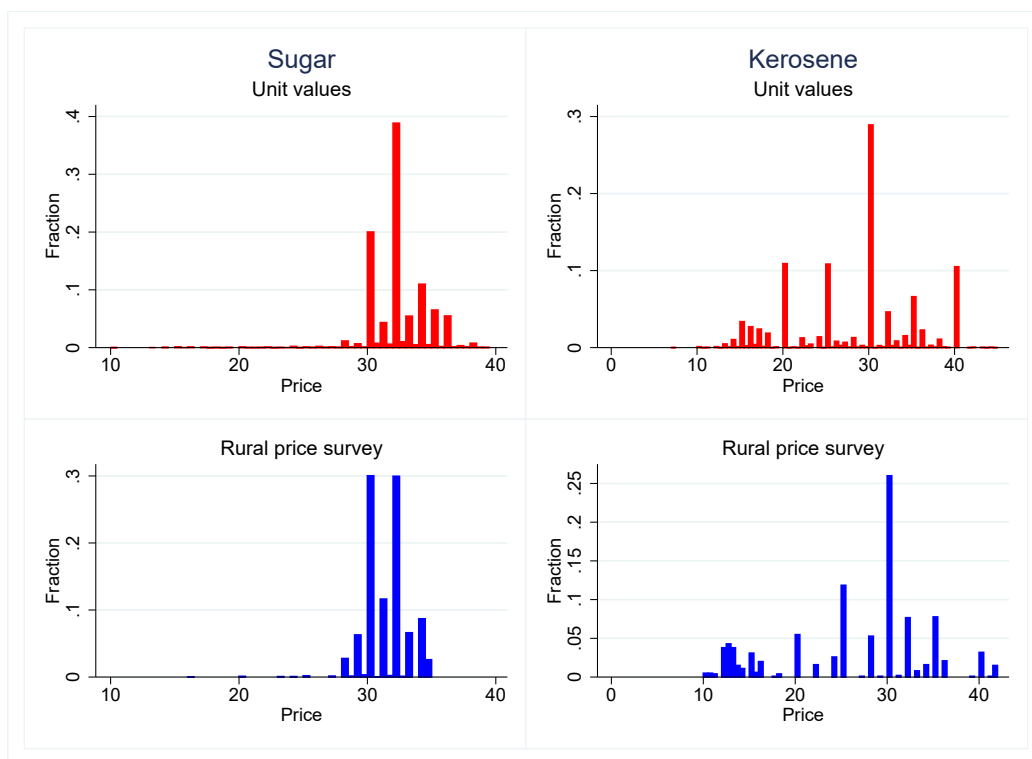 Sugar
Unit values
Fraction
.4
.3
.2
.1
0
10 20 30 40
Price
Kerosene
Unit values
Fraction
.3
.2
.1
0
0 10 20 30 40
Price
Rural price survey
Fraction
.3
.2
.1
0
10 20 30 40
Price
Rural price survey
Fraction
.25
.2
.15
.1
.05
0
0 10 20 30 40
Price